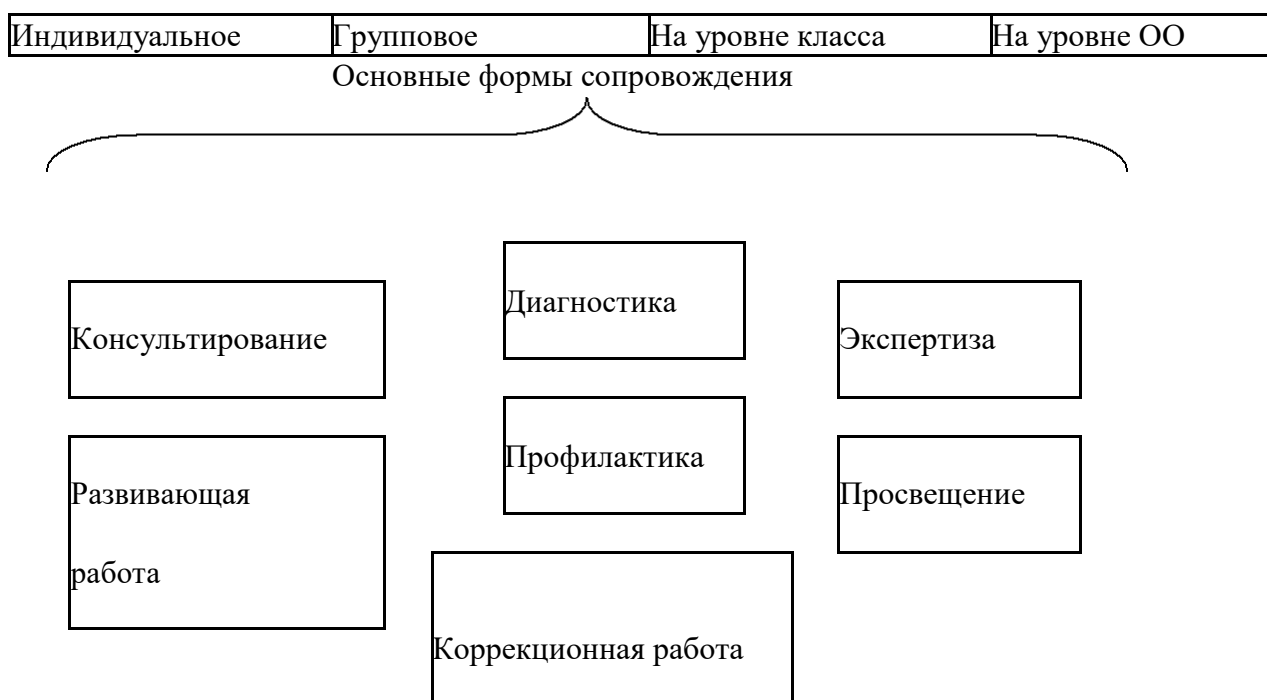 Индивидуальное Групповое На уровне класса На уровне ОО
Основные формы сопровождения
Диагностика
Консультирование
Экспертиза
Профилактика
Развивающая
работа
Просвещение
Коррекционная работа